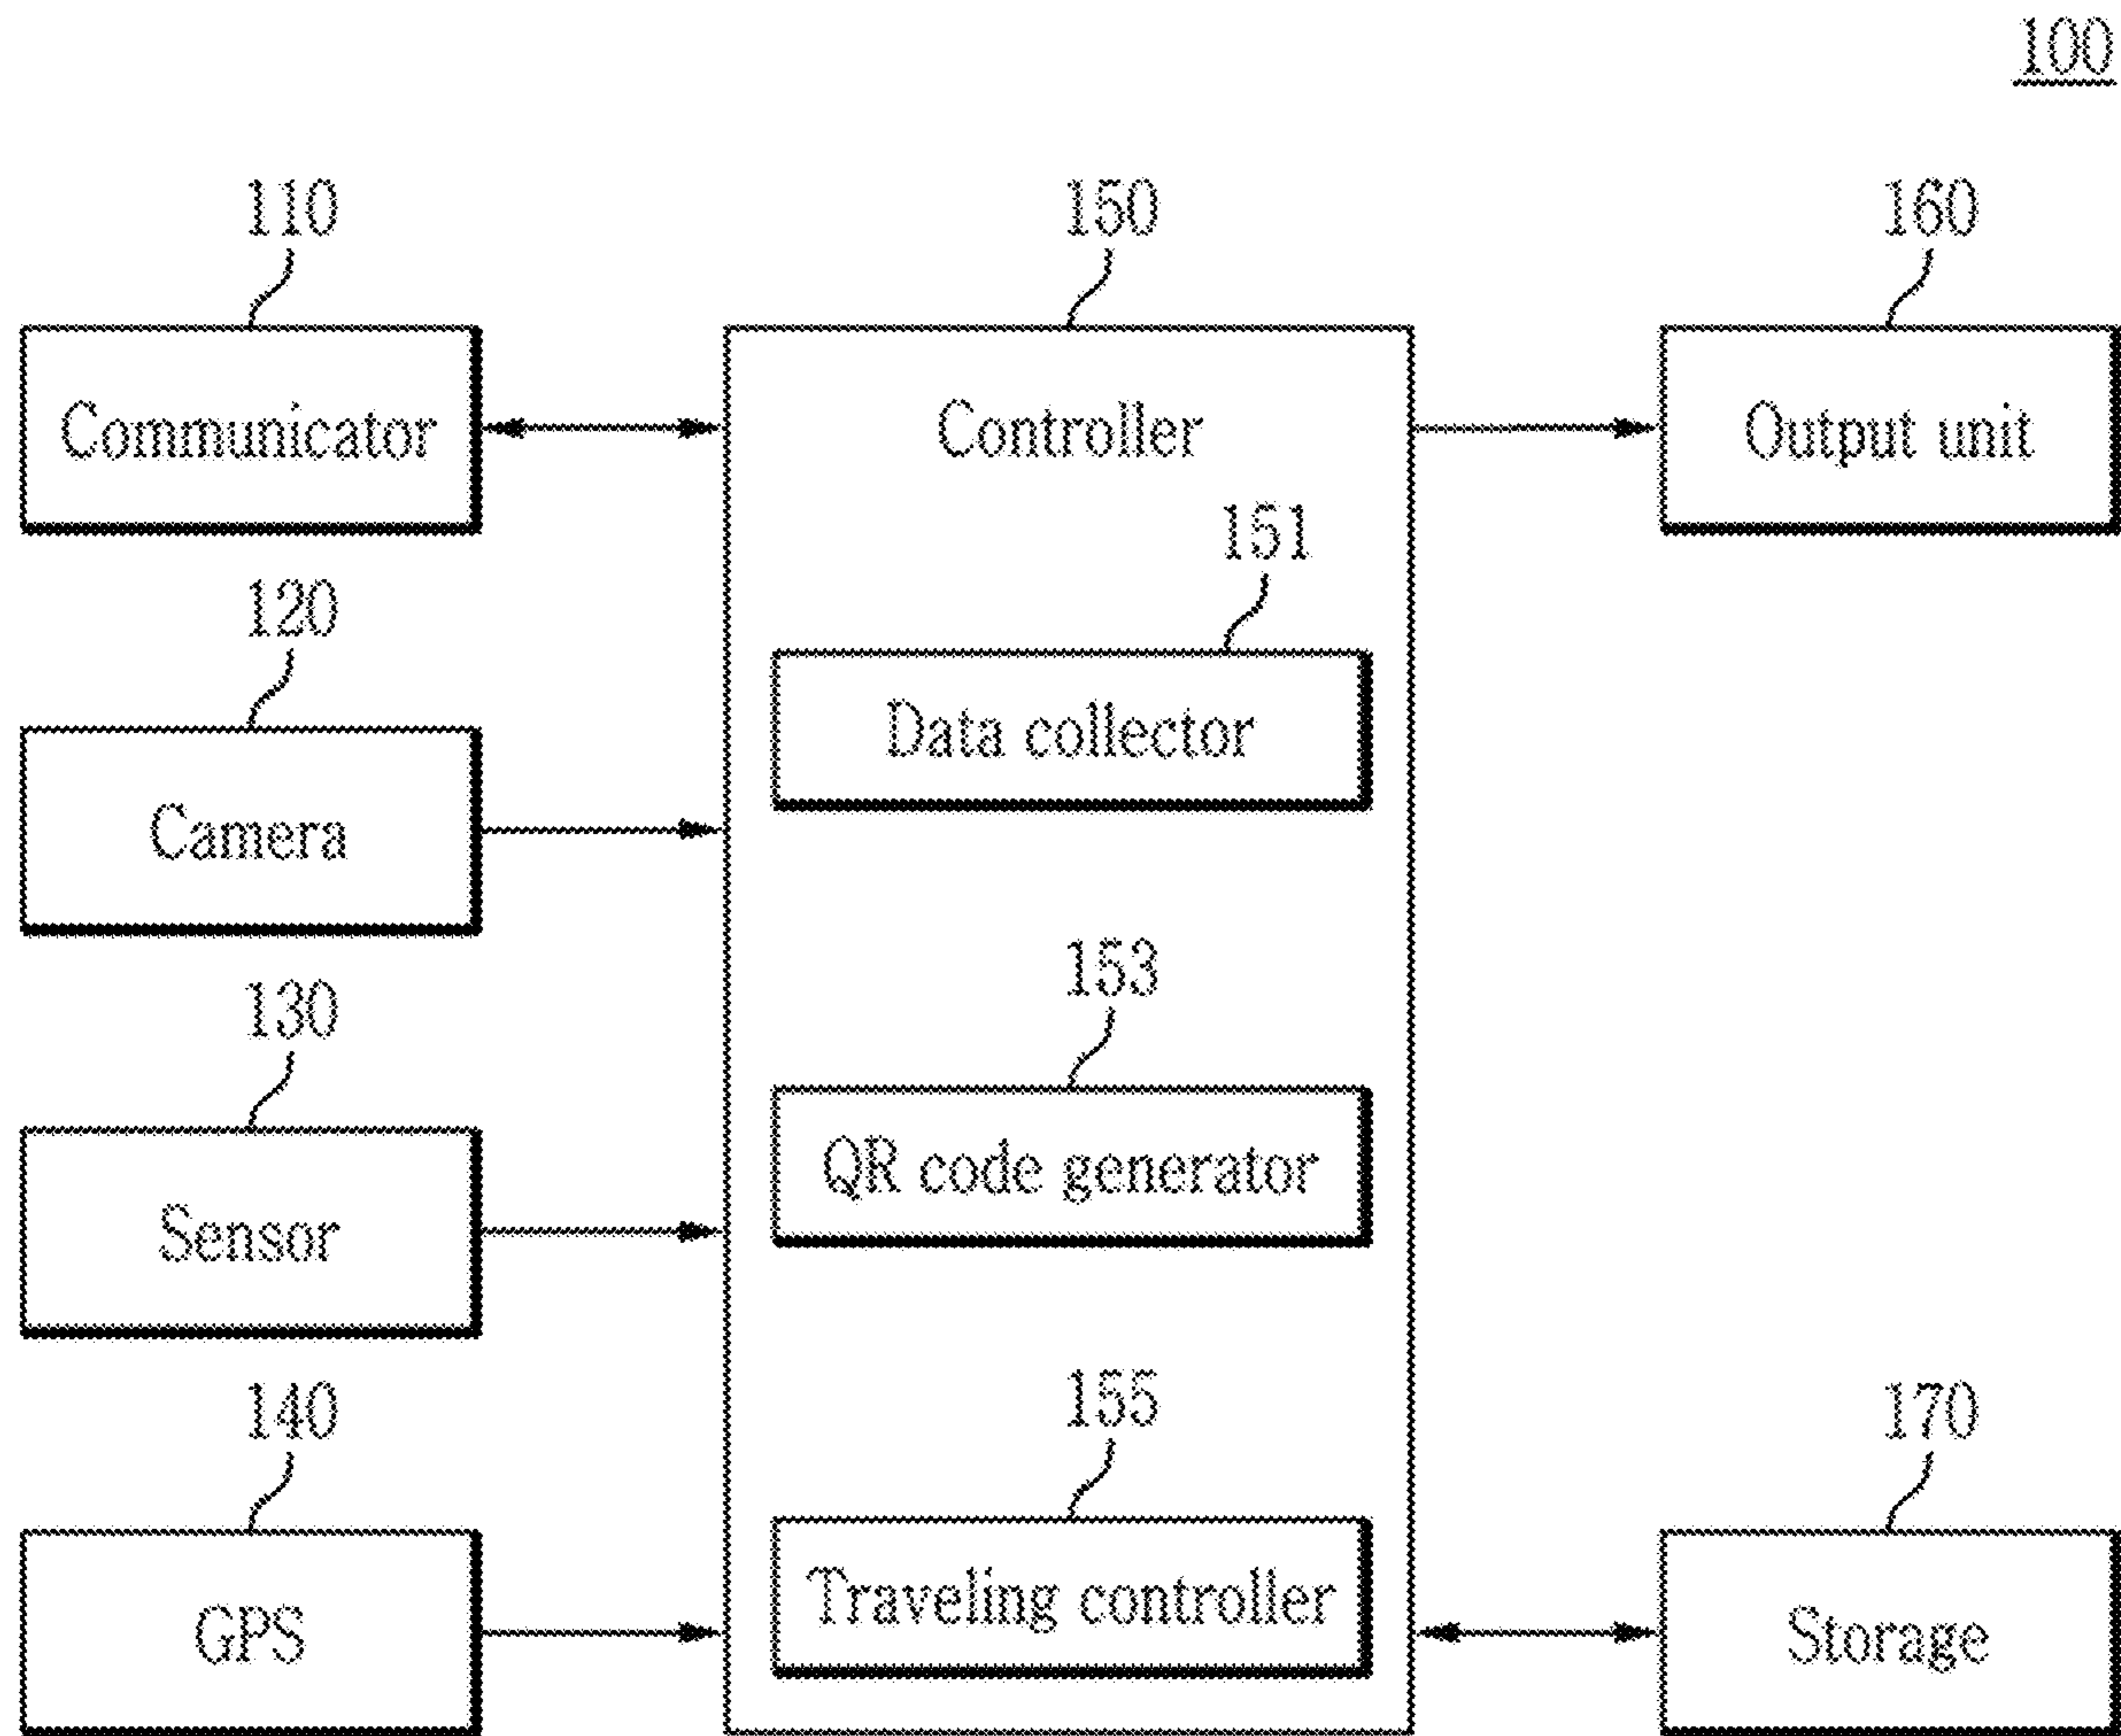 100
110
150
160
Communicator
Controller
Output unit
151
120
Data collector
Camera
153
130
QR code generator
Sensor
155
140
170
Traveling controller
GPS
Storage